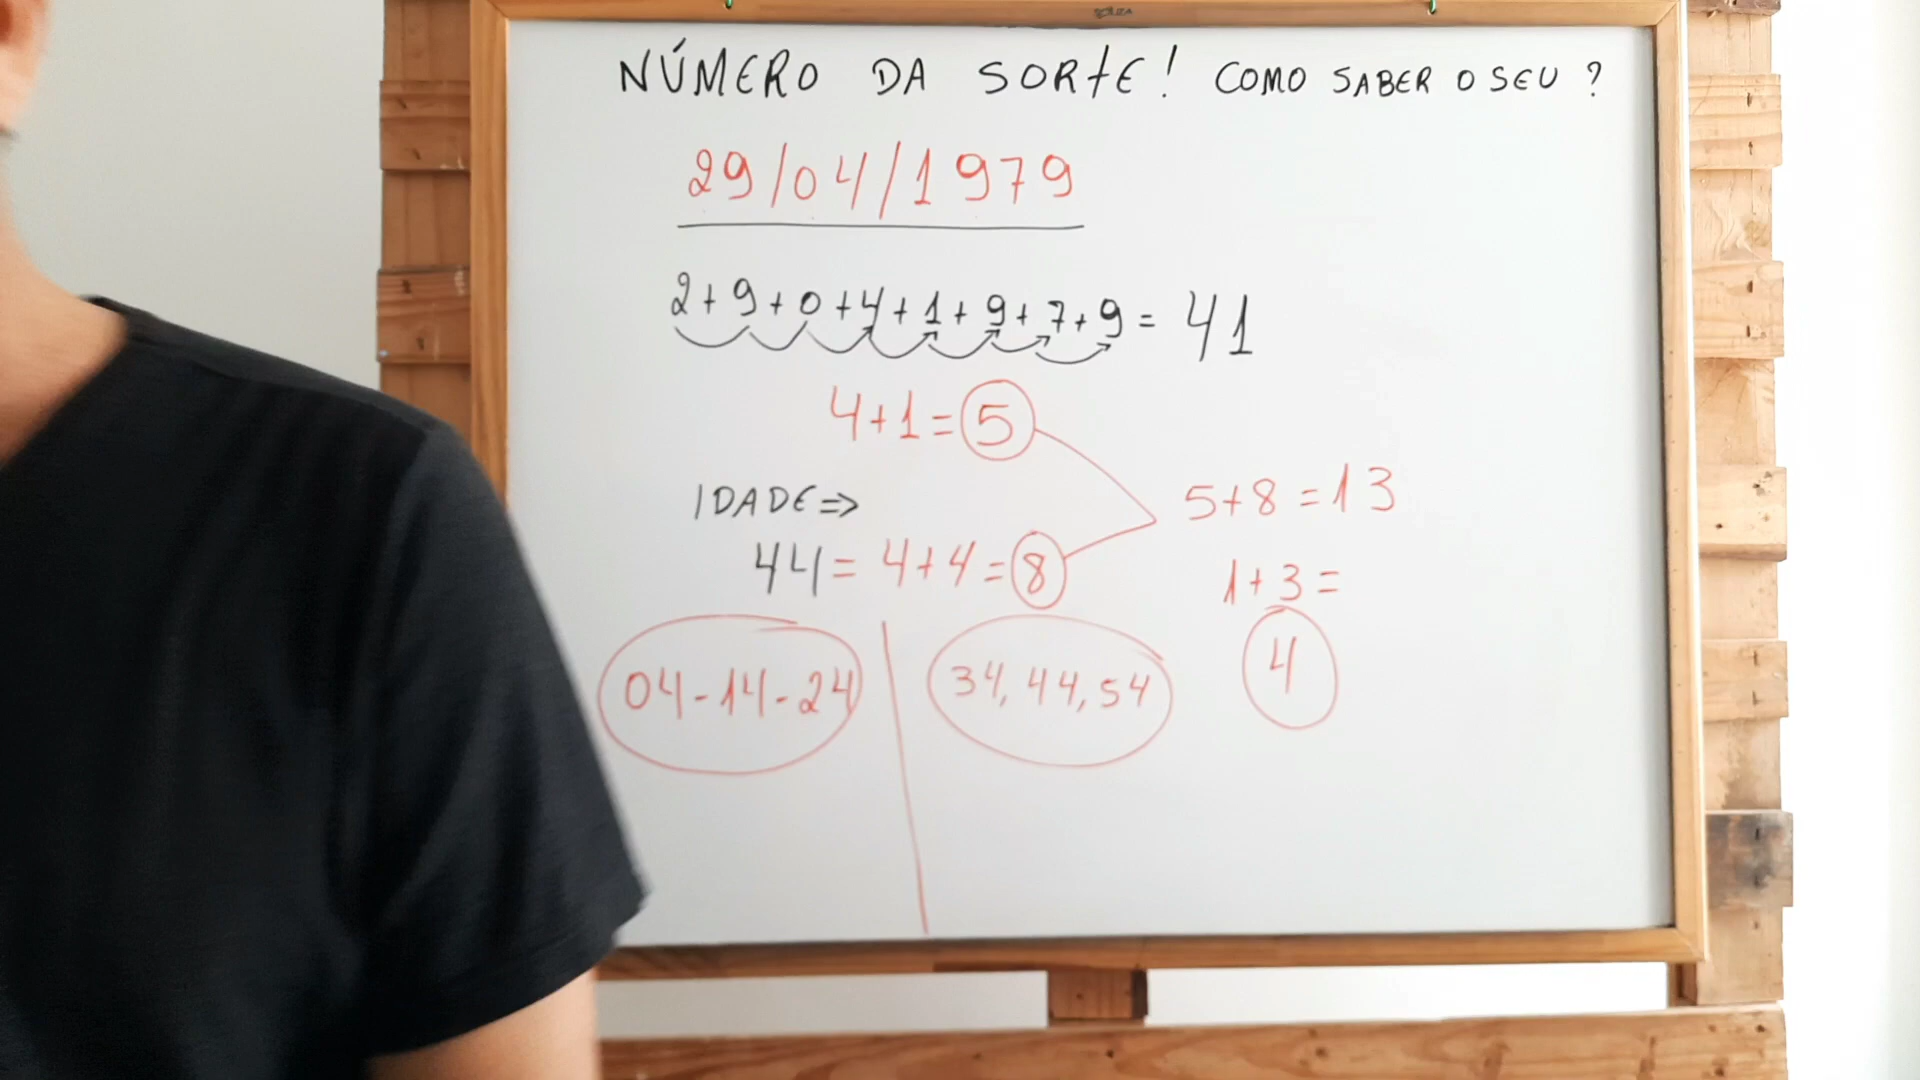 NÚMERO DA SORTE! COMO SABER O SEU?
29/04/1979
2+9+0+4+1+9+7+9= 41
4+1=5
IDADE⇒
44=4+4=8
5+8=13
1+3=
4
04-14-24
34, 44, 54